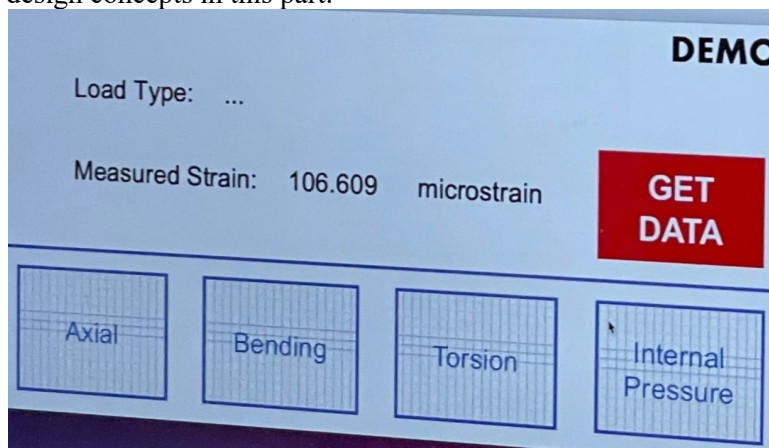 design concepts in this part.
DEMO
Load Type: ...
Measured Strain: 106.609 microstrain
GET
DATA
Axial
Bending
Torsion
Internal
Pressure